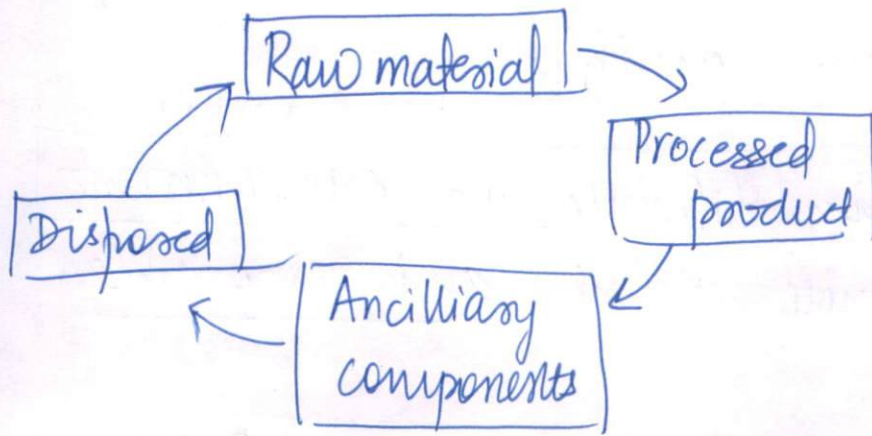 Raw material
Processed
product
Disposed
Ancilliary
components